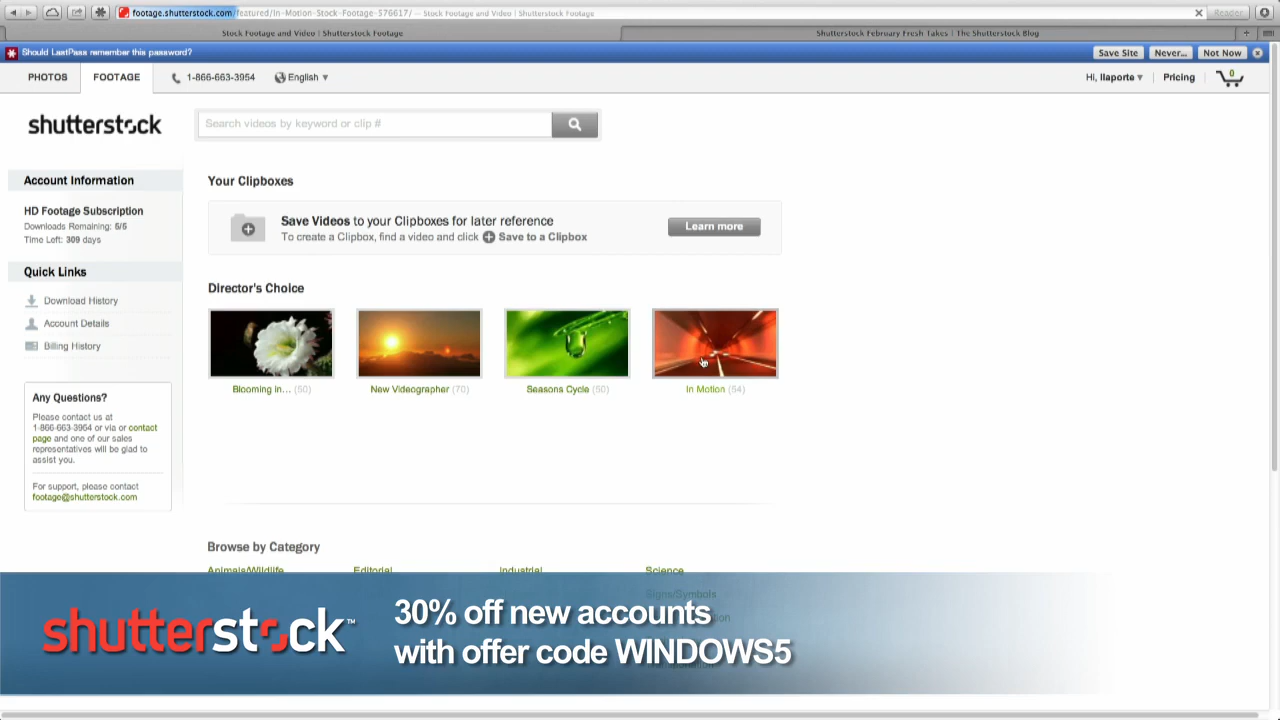 footage.shutterstock.com/featured/In-Motion-Stock-Footage-576617/ — Stock Footage and Video | Shutterstock Footage
Reader
Stock Footage and Video | Shutterstock Footage
Shutterstock February Fresh Takes | The Shutterstock Blog
Should LastPass remember this password?
Save Site
Never...
Not Now
PHOTOS
FOOTAGE
1-866-663-3954
English
Hi, llaporte
Pricing
0
shutterstock
Search videos by keyword or clip #
Account Information
HD Footage Subscription
Downloads Remaining: 5/5
Time Left: 309 days
Quick Links
Download History
Account Details
Billing History
Any Questions?
Please contact us at
1-866-663-3954 or via or contact
page and one of our sales
representatives will be glad to
assist you.
For support, please contact
footage@shutterstock.com
Your Clipboxes
Save Videos to your Clipboxes for later reference
To create a Clipbox, find a video and click Save to a Clipbox
Learn more
Director's Choice
Blooming in... (50)
New Videographer (70)
Seasons Cycle (50)
In Motion (54)
Browse by Category
Animals/Wildlife
Editorial
Industrial
Science
Signs/Symbols
shutterstock™
30% off new accounts
with offer code WINDOWS5